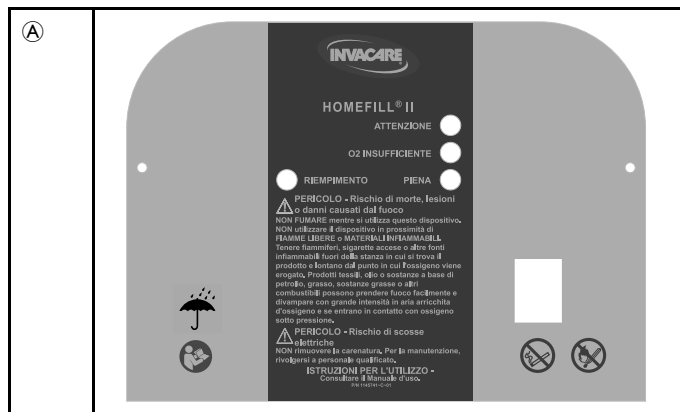 A
INVACARE®
HOMEFILL® II
ATTENZIONE
O2 INSUFFICIENTE
RIEMPIMENTO PIENA
PERICOLO - Rischio di morte, lesioni
o danni causati dal fuoco
NON FUMARE mentre si utilizza questo dispositivo.
NON utilizzare il dispositivo in prossimità di
FIAMME LIBERE o MATERIALI INFIAMMABILI.
Tenere fiammiferi, sigarette accese o altre fonti
infiammabili fuori della stanza in cui si trova il
prodotto e lontano dal punto in cui l'ossigeno viene
erogato. Prodotti tessili, olio o sostanze a base di
petrolio, grasso, sostanze grasse o altri
combustibili possono prendere fuoco facilmente e
divampare con grande intensità in aria arricchita
d'ossigeno e se entrano in contatto con ossigeno
sotto pressione.
PERICOLO - Rischio di scosse
elettriche
NON rimuovere la carenatura. Per la manutenzione,
rivolgersi a personale qualificato.
ISTRUZIONI PER L'UTILIZZO -
Consultare il Manuale d'uso.
P/N 1145741-C-01